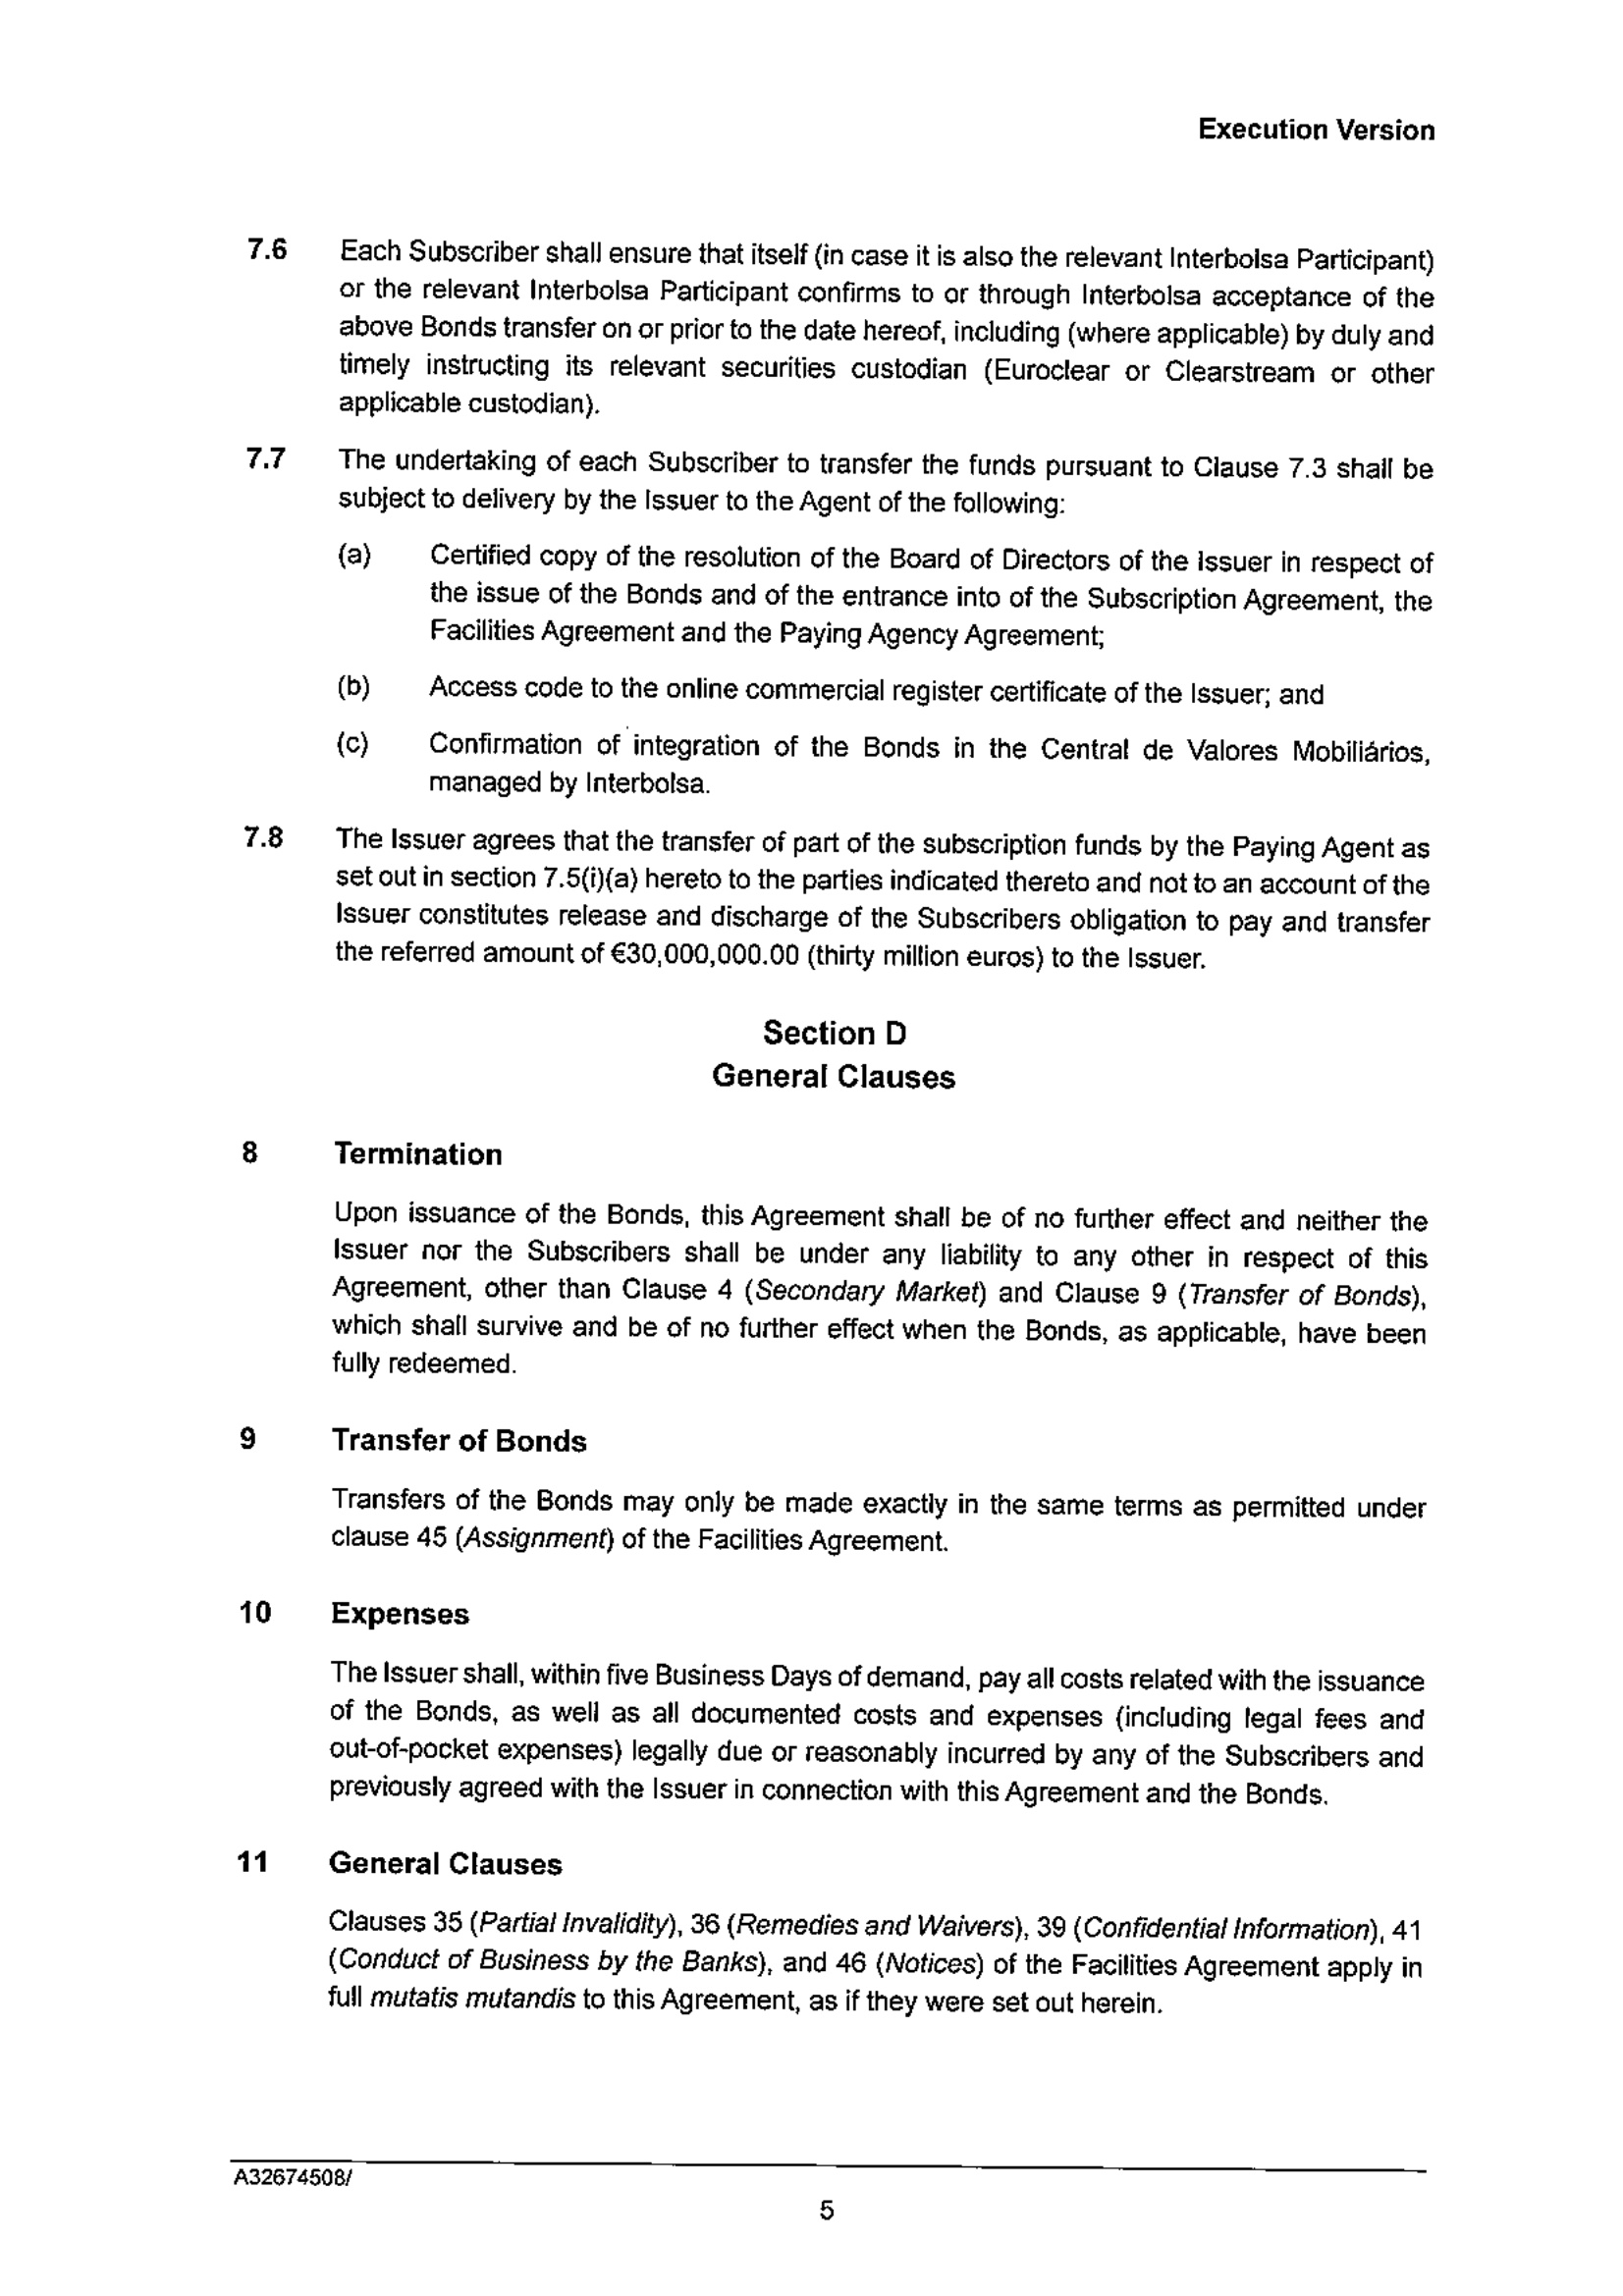 Execution Version
7.6 Each Subscriber shall ensure that itself (in case it is also the relevant Interbolsa Participant)
or the relevant Interbolsa Participant confirms to or through Interbolsa acceptance of the
above Bonds transfer on or prior to the date hereof, including (where applicable) by duly and
timely instructing its relevant securities custodian (Euroclear or Clearstream or other
applicable custodian).
7.7 The undertaking of each Subscriber to transfer the funds pursuant to Clause 7.3 shall be
subject to delivery by the Issuer to the Agent of the following:
(a) Certified copy of the resolution of the Board of Directors of the Issuer in respect of
the issue of the Bonds and of the entrance into of the Subscription Agreement, the
Facilities Agreement and the Paying Agency Agreement;
(b) Access code to the online commercial register certificate of the Issuer; and
(c) Confirmation of integration of the Bonds in the Central de Valores Mobiliários,
managed by Interbolsa.
7.8 The Issuer agrees that the transfer of part of the subscription funds by the Paying Agent as
set out in section 7.5(i)(a) hereto to the parties indicated thereto and not to an account of the
Issuer constitutes release and discharge of the Subscribers obligation to pay and transfer
the referred amount of €30,000,000.00 (thirty million euros) to the Issuer.
Section D
General Clauses
8 Termination
Upon issuance of the Bonds, this Agreement shall be of no further effect and neither the
Issuer nor the Subscribers shall be under any liability to any other in respect of this
Agreement, other than Clause 4 (Secondary Market) and Clause 9 (Transfer of Bonds),
which shall survive and be of no further effect when the Bonds, as applicable, have been
fully redeemed.
9 Transfer of Bonds
Transfers of the Bonds may only be made exactly in the same terms as permitted under
clause 45 (Assignment) of the Facilities Agreement.
10 Expenses
The Issuer shall, within five Business Days of demand, pay all costs related with the issuance
of the Bonds, as well as all documented costs and expenses (including legal fees and
out-of-pocket expenses) legally due or reasonably incurred by any of the Subscribers and
previously agreed with the Issuer in connection with this Agreement and the Bonds.
11 General Clauses
Clauses 35 (Partial Invalidity), 36 (Remedies and Waivers), 39 (Confidential Information), 41
(Conduct of Business by the Banks), and 46 (Notices) of the Facilities Agreement apply in
full mutatis mutandis to this Agreement, as if they were set out herein.
A32674508/
5